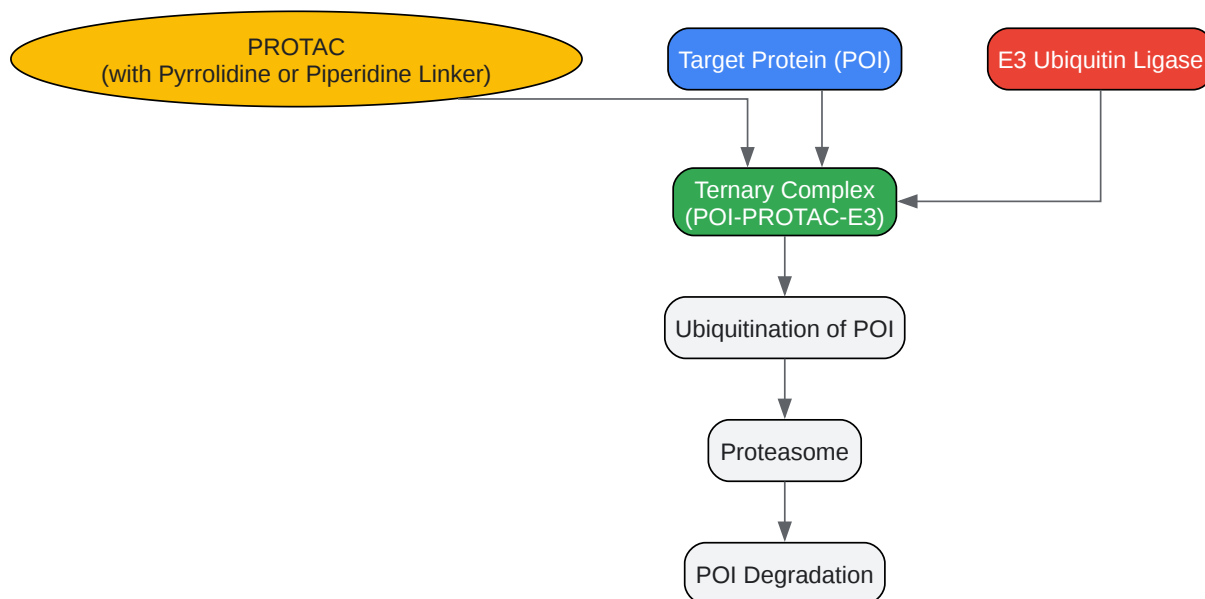 PROTAC
(with Pyrrolidine or Piperidine Linker)
Target Protein (POI)
E3 Ubiquitin Ligase
Ternary Complex
(POI-PROTAC-E3)
Ubiquitination of POI
Proteasome
POI Degradation